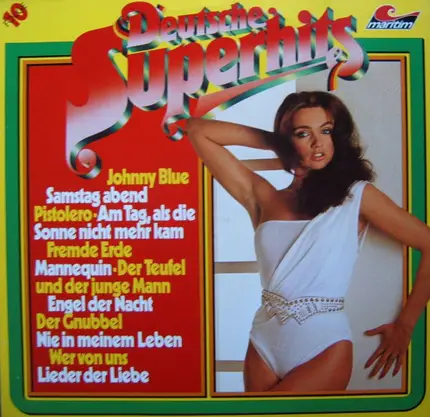 10
Deutsche
Superhits
maritim
Johnny Blue
Samstag abend
Pistolero · Am Tag, als die
Sonne nicht mehr kam
Fremde Erde
Mannequin · Der Teufel
und der junge Mann
Engel der Nacht
Der Gnubbel
Nie in meinem Leben
Wer von uns
Lieder der Liebe